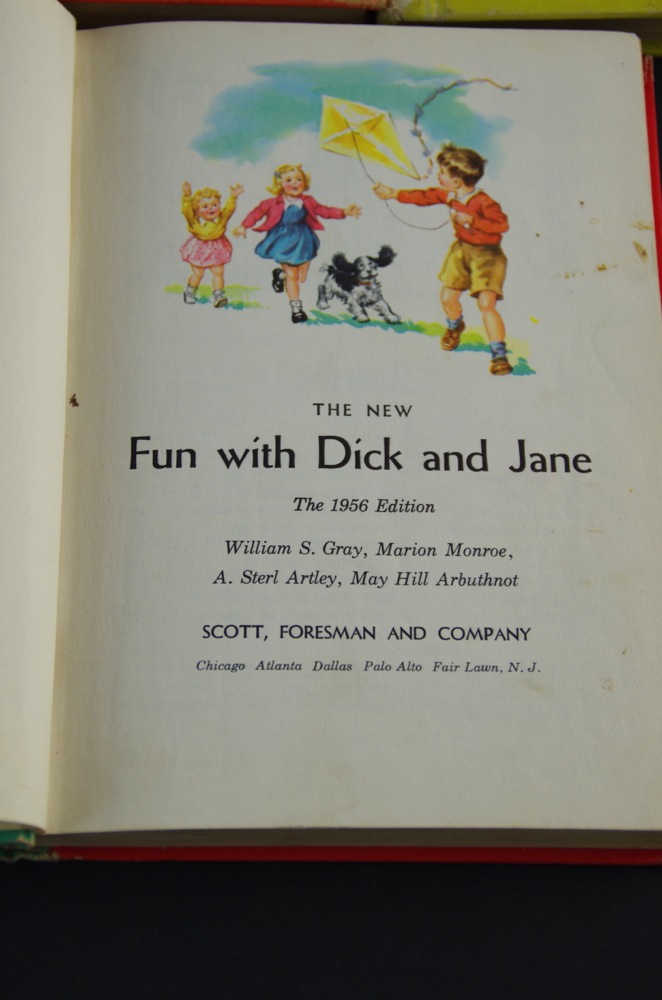 THE NEW
Fun with Dick and Jane
The 1956 Edition
William S. Gray, Marion Monroe,
A. Sterl Artley, May Hill Arbuthnot
SCOTT, FORESMAN AND COMPANY
Chicago Atlanta Dallas Palo Alto Fair Lawn, N. J.